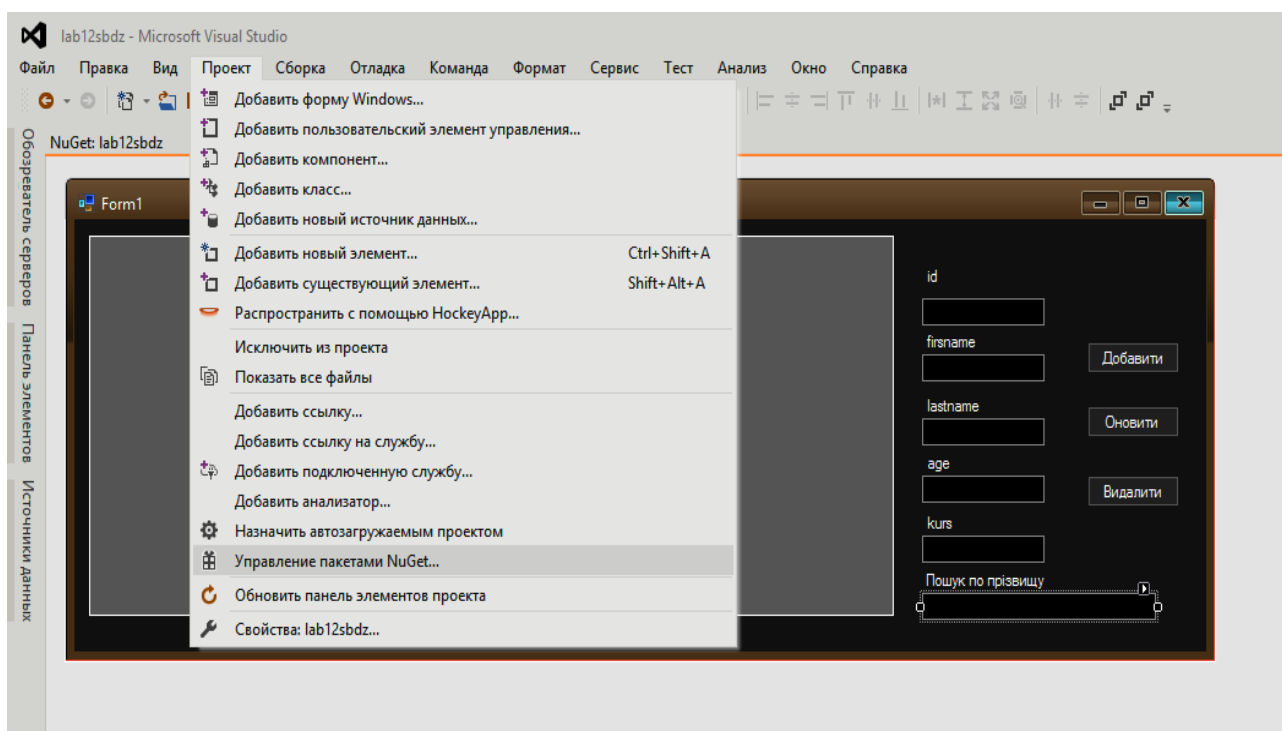 lab12sbdz - Microsoft Visual Studio
Файл Правка Вид Проект Сборка Отладка Команда Формат Сервис Тест Анализ Окно Справка
Обозреватель серверов
Панель элементов
Источники данных
NuGet: lab12sbdz
Добавить форму Windows...
Добавить пользовательский элемент управления...
Добавить компонент...
Добавить класс...
Добавить новый источник данных...
Добавить новый элемент... Ctrl+Shift+A
Добавить существующий элемент... Shift+Alt+A
Распространить с помощью HockeyApp...
Исключить из проекта
Показать все файлы
Добавить ссылку...
Добавить ссылку на службу...
Добавить подключенную службу...
Добавить анализатор...
Назначить автозагружаемым проектом
Управление пакетами NuGet...
Обновить панель элементов проекта
Свойства: lab12sbdz...
Form1
id
firsname
Добавити
lastname
Оновити
age
Видалити
kurs
Пошук по прізвищу